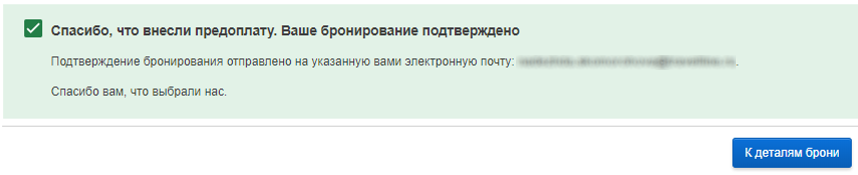 Спасибо, что внесли предоплату. Ваше бронирование подтверждено
Подтверждение бронирования отправлено на указанную вами электронную почту:
Спасибо вам, что выбрали нас.
К деталям брони